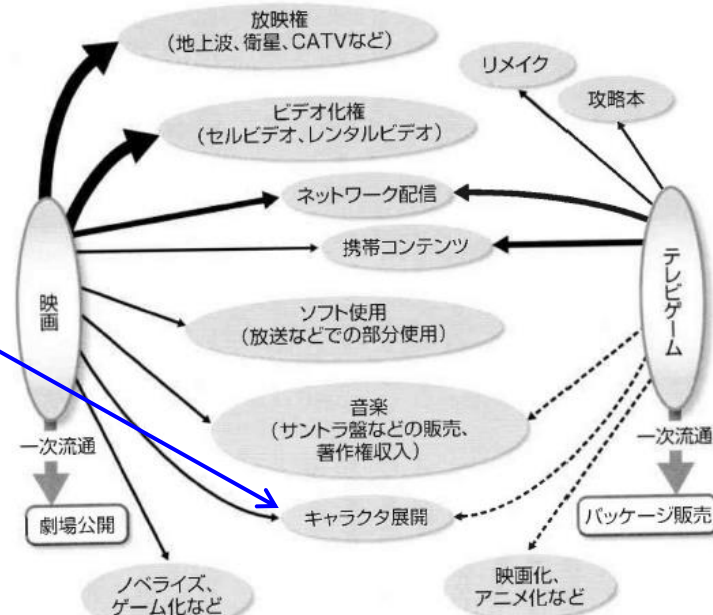 放映権
(地上波、衛星、CATVなど)
リメイク
攻略本
ビデオ化権
(セルビデオ、レンタルビデオ)
ネットワーク配信
携帯コンテンツ
映画
テレビゲーム
ソフト使用
(放送などでの部分使用)
音楽
(サントラ盤などの販売、
著作権収入)
一次流通
一次流通
劇場公開
キャラクタ展開
パッケージ販売
ノベライズ、
ゲーム化など
映画化、
アニメ化など